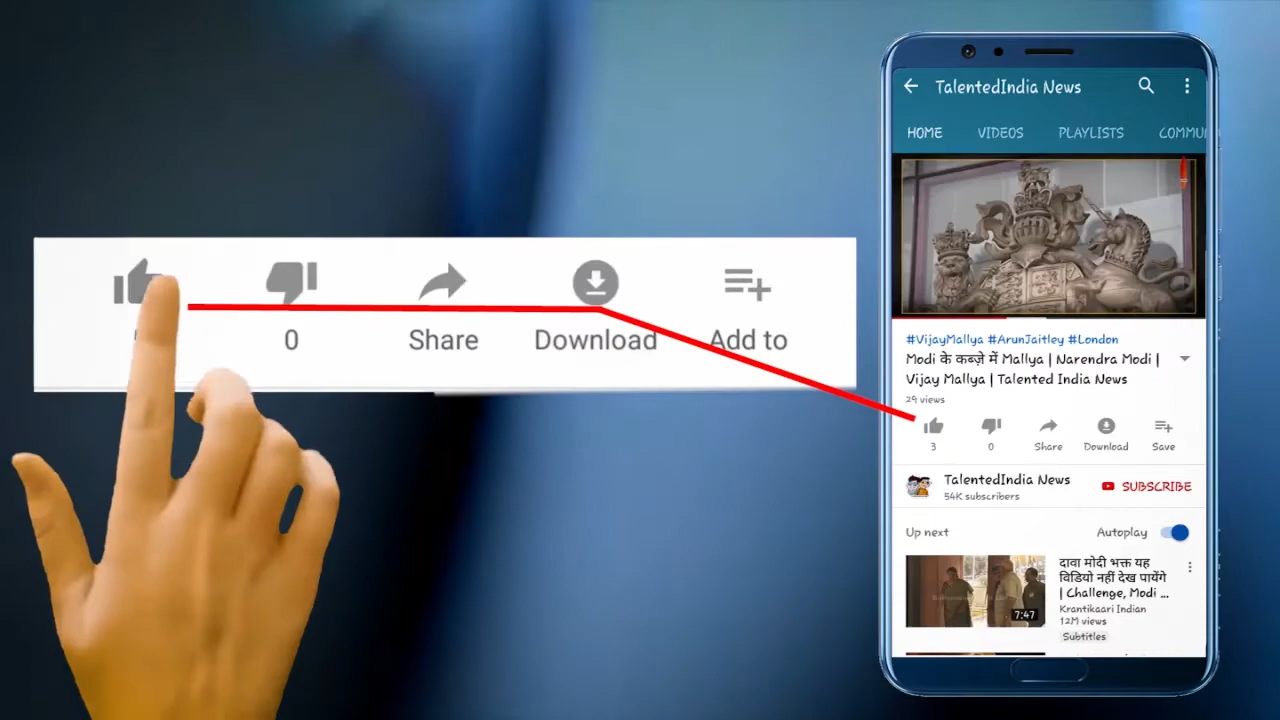 0
Share
Download
Add to
TalentedIndia News
HOME
VIDEOS
PLAYLISTS
COMMU
#VijayMallya #ArunJaitley #London
Modi के कब्ज़े में Mallya | Narendra Modi |
Vijay Mallya | Talented India News
29 views
3
0
Share
Download
Save
TalentedIndia News
54K subscribers
SUBSCRIBE
Up next
Autoplay
दावा मोदी भक्त यह
विडियो नहीं देख पायेंगे
| Challenge, Modi ...
Krantikaari Indian
12M views
Subtitles
7:47